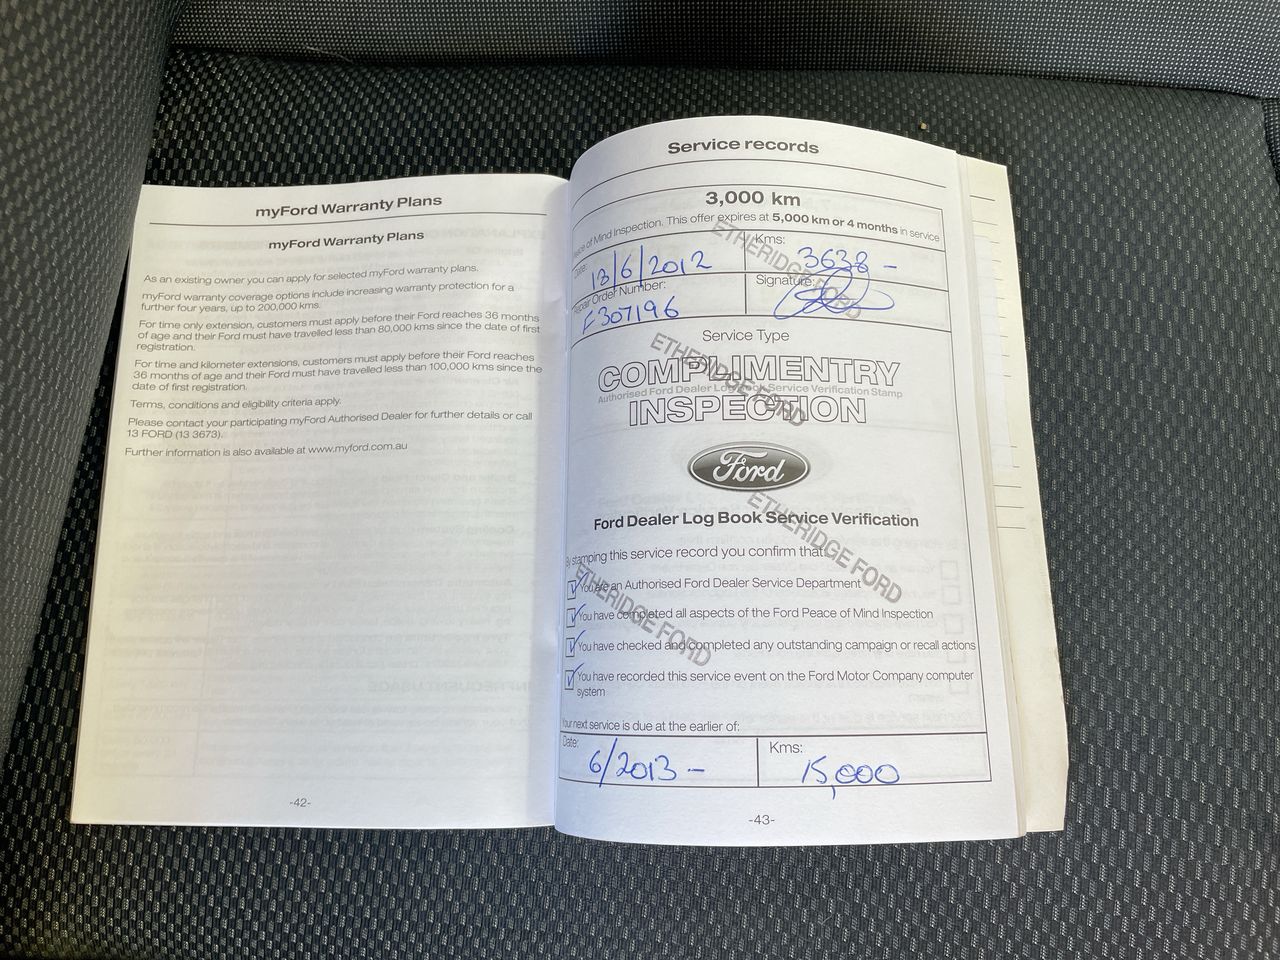 myFord Warranty Plans
myFord Warranty Plans
As an existing owner you can apply for selected myFord warranty plans.
myFord warranty coverage options include increasing warranty protection for a
further four years, up to 200,000 kms.
For time only extension, customers must apply before their Ford reaches 36 months
of age and their Ford must have travelled less than 80,000 kms since the date of first
registration.
For time and kilometer extensions, customers must apply before their Ford reaches
36 months of age and their Ford must have travelled less than 100,000 kms since the
date of first registration.
Terms, conditions and eligibility criteria apply.
Please contact your participating myFord Authorised Dealer for further details or call
13 FORD (13 3673).
Further information is also available at www.myford.com.au
-42-
Service records
3,000 km
of Mind Inspection. This offer expires at 5,000 km or 4 months in service
Date: Kms:
13/6/2012 3638 -
Repair Order Number: Signature:
F307196
Service Type
COMPLIMENTRY
Authorised Ford Dealer Log Book Service Verification Stamp
INSPECTION
Ford
Ford Dealer Log Book Service Verification
By stamping this service record you confirm that:
You are an Authorised Ford Dealer Service Department
You have completed all aspects of the Ford Peace of Mind Inspection
You have checked and completed any outstanding campaign or recall actions
You have recorded this service event on the Ford Motor Company computer
system
Your next service is due at the earlier of:
Date: Kms:
6/2013 - 15,000
-43-
ETHERIDGE FORD
ETHERIDGE FORD
ETHERIDGE FORD
ETHERIDGE FORD